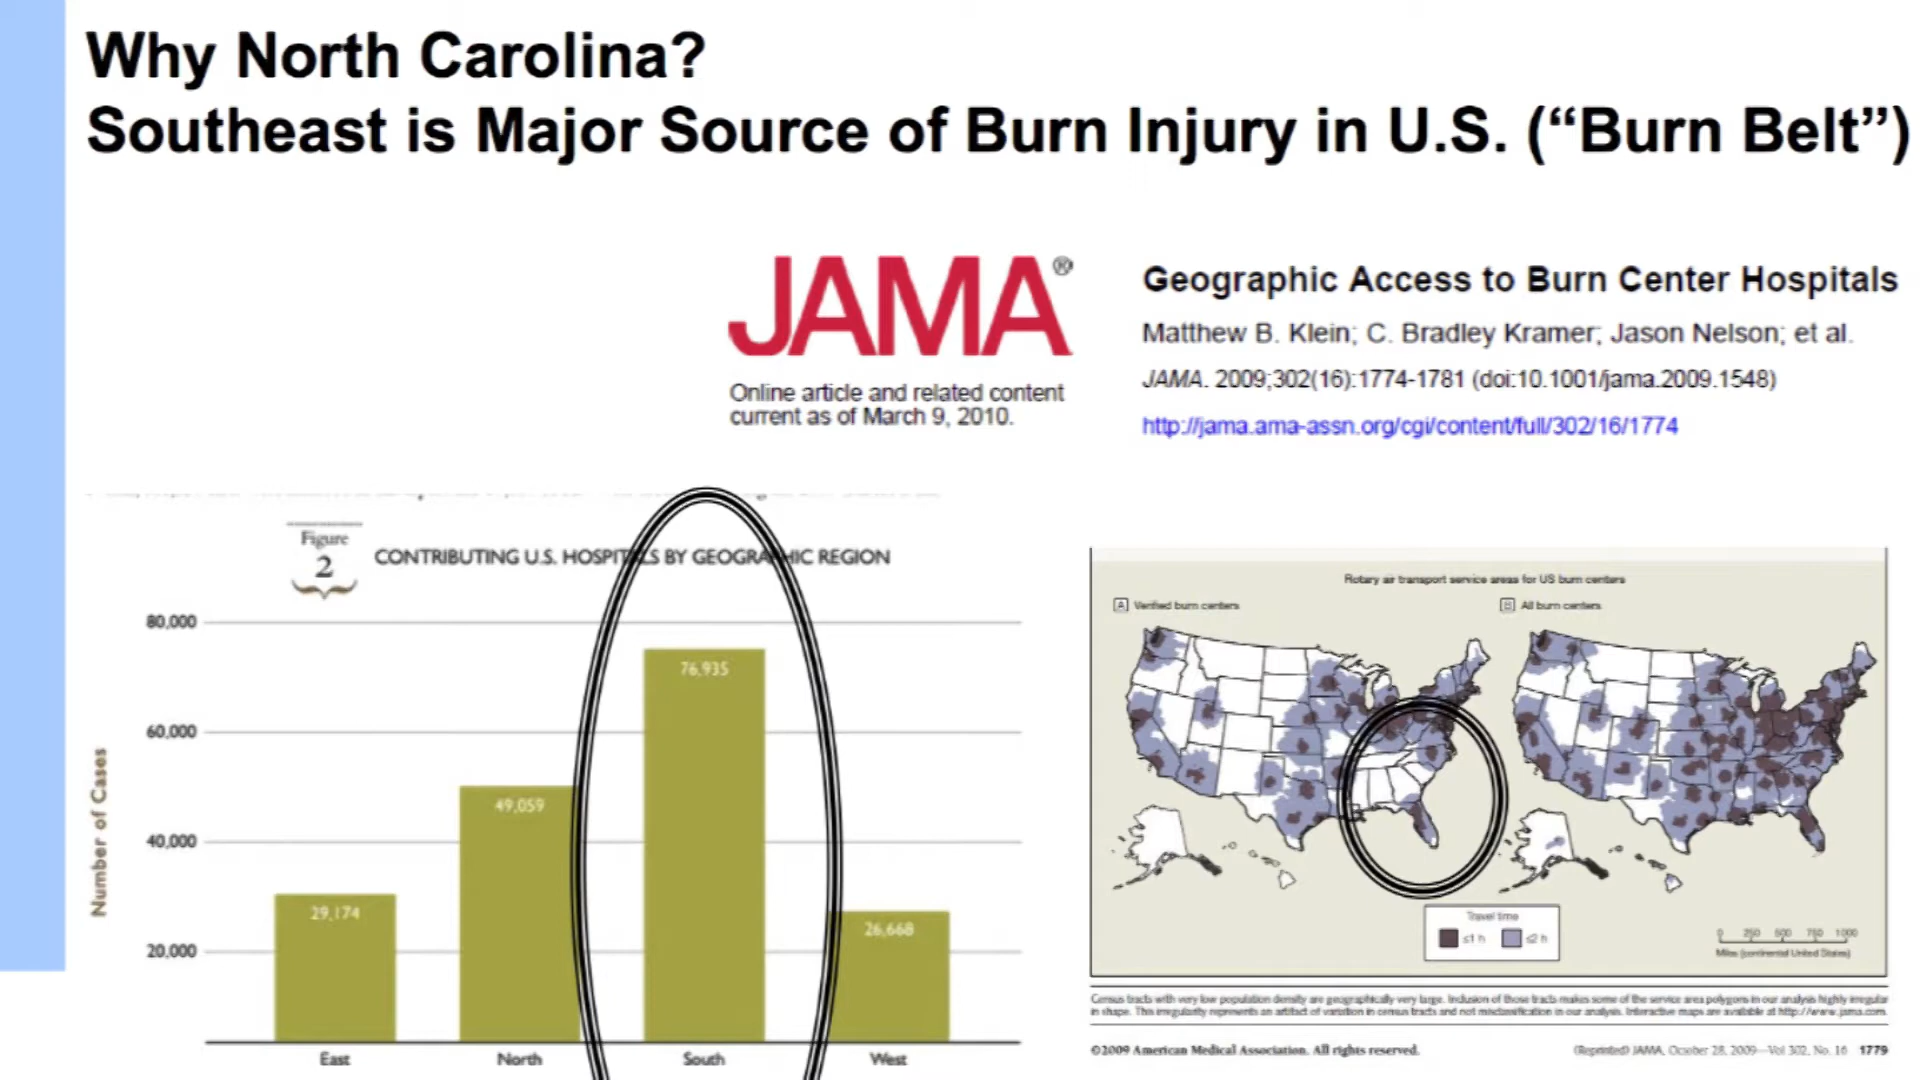 Why North Carolina?
Southeast is Major Source of Burn Injury in U.S. (“Burn Belt”)
JAMA®
Online article and related content
current as of March 9, 2010.
Geographic Access to Burn Center Hospitals
Matthew B. Klein; C. Bradley Kramer; Jason Nelson; et al.
JAMA. 2009;302(16):1774-1781 (doi:10.1001/jama.2009.1548)
http://jama.ama-assn.org/cgi/content/full/302/16/1774
Figure
2
CONTRIBUTING U.S. HOSPITALS BY GEOGRAPHIC REGION
Number of Cases
80,000
60,000
40,000
20,000
29,174
49,059
76,935
26,668
East
North
South
West
Rotary air transport service areas for US burn centers
A Verified burn centers
B All burn centers
Travel time
≤1 h
≤2 h
0 250 500 750 1000
Miles (continental United States)
Census tracts with very low population density are geographically very large. Inclusion of those tracts makes some of the service area polygons in our analysis highly irregular
in shape. This irregularity represents an artifact of variation in census tracts and not misclassification in our analysis. Interactive maps are available at http://www.jama.com.
©2009 American Medical Association. All rights reserved.
(Reprinted) JAMA, October 28, 2009—Vol 302, No. 16 1779